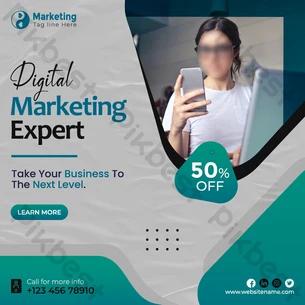 Marketing
Tag line Here
Digital
Marketing
Expert
Take Your Business To
The Next Level.
50%
OFF
LEARN MORE
Call for more info
+123 456 78910
www.websitename.com
pikbest